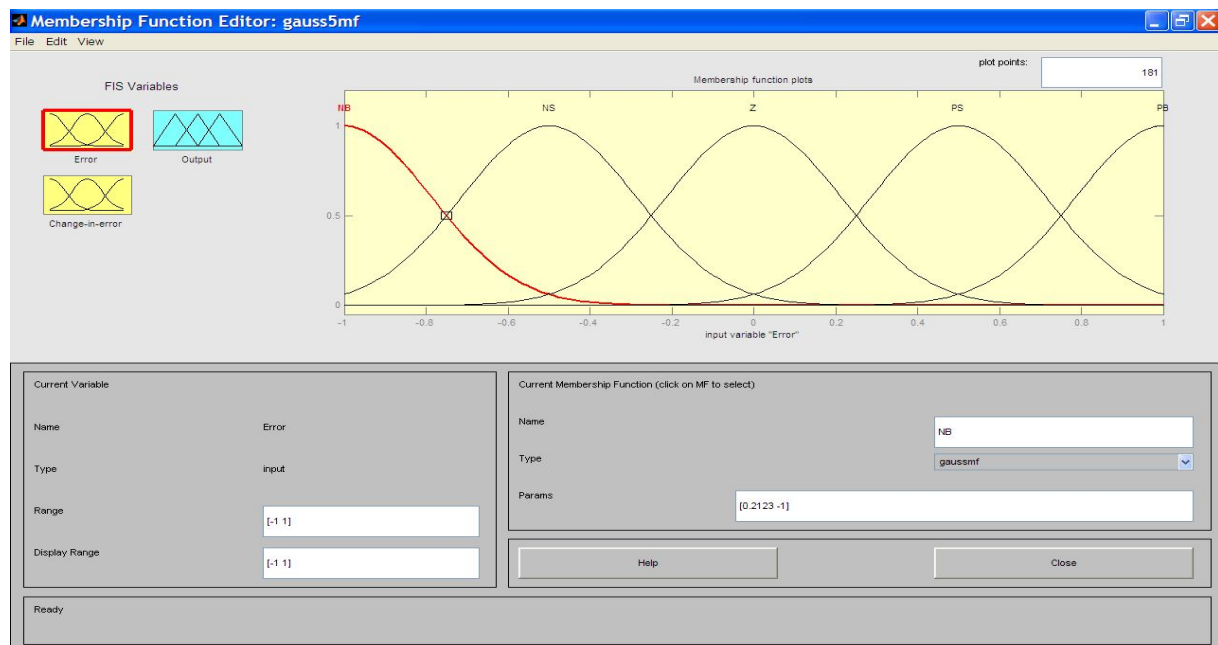 Membership Function Editor: gauss5mf
File Edit View
FIS Variables
Error
Output
Change-in-error
plot points:
181
Membership function plots
NB
NS
Z
PS
PB
1
0.5
0
-1
-0.8
-0.6
-0.4
-0.2
0
0.2
0.4
0.6
0.8
1
input variable "Error"
Current Variable
Name
Error
Type
input
Range
[-1 1]
Display Range
[-1 1]
Current Membership Function (click on MF to select)
Name
NB
Type
gaussmf
Params
[0.2123 -1]
Help
Close
Ready